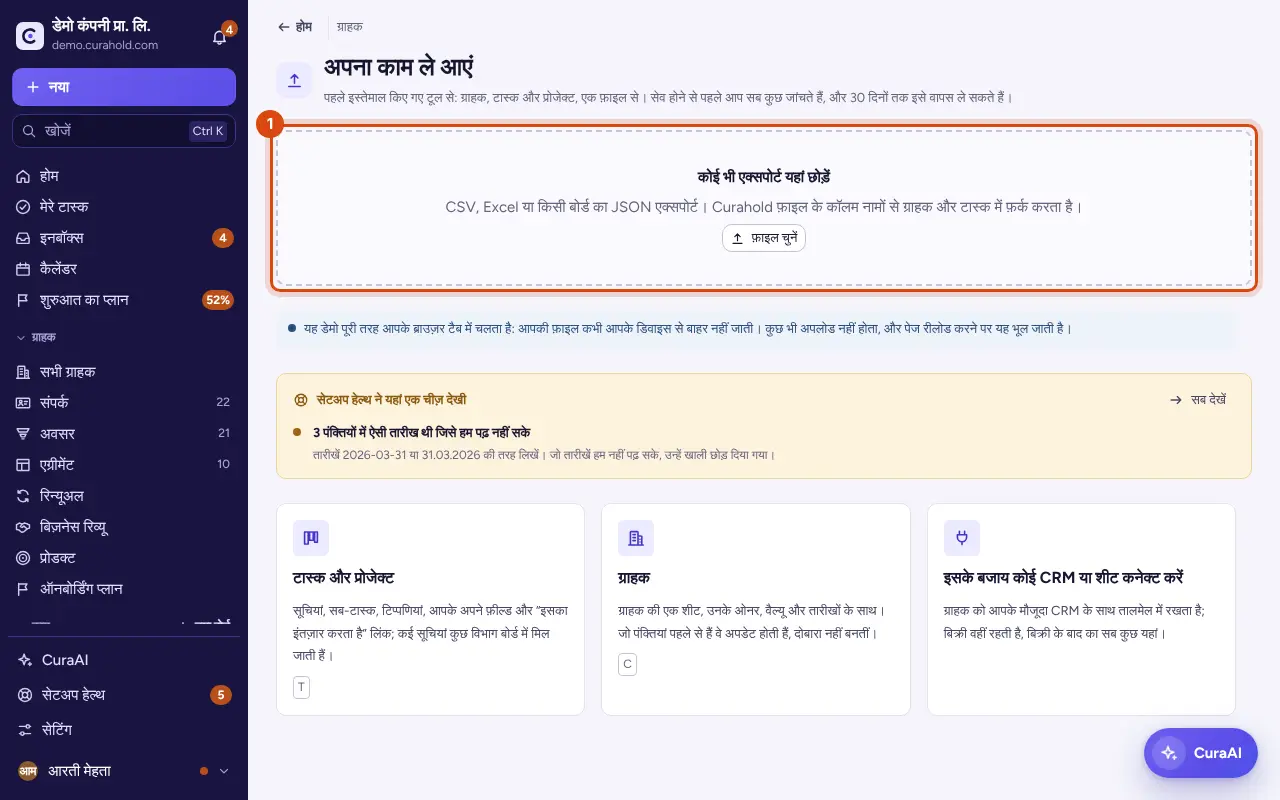 डेमो कंपनी प्रा. लि.
demo.curahold.com
4
नया
खोजें
Ctrl K
होम
मेरे टास्क
इनबॉक्स
4
कैलेंडर
शुरुआत का प्लान
52%
ग्राहक
सभी ग्राहक
संपर्क
22
अवसर
21
एग्रीमेंट
10
रिन्यूअल
बिज़नेस रिव्यू
प्रोडक्ट
ऑनबोर्डिंग प्लान
CuraAI
सेटअप हेल्थ
5
सेटिंग
आम
आरती मेहता
होम
ग्राहक
अपना काम ले आएं
पहले इस्तेमाल किए गए टूल से: ग्राहक, टास्क और प्रोजेक्ट, एक फ़ाइल से। सेव होने से पहले आप सब कुछ जांचते हैं, और 30 दिनों तक इसे वापस ले सकते हैं।
1
कोई भी एक्सपोर्ट यहां छोड़ें
CSV, Excel या किसी बोर्ड का JSON एक्सपोर्ट। Curahold फ़ाइल के कॉलम नामों से ग्राहक और टास्क में फ़र्क करता है।
फ़ाइल चुनें
यह डेमो पूरी तरह आपके ब्राउज़र टैब में चलता है: आपकी फ़ाइल कभी आपके डिवाइस से बाहर नहीं जाती। कुछ भी अपलोड नहीं होता, और पेज रीलोड करने पर यह भूल जाती है।
सेटअप हेल्थ ने यहां एक चीज़ देखी
सब देखें
3 पंक्तियों में ऐसी तारीख थी जिसे हम पढ़ नहीं सके
तारीखें 2026-03-31 या 31.03.2026 की तरह लिखें। जो तारीखें हम नहीं पढ़ सके, उन्हें खाली छोड़ दिया गया।
टास्क और प्रोजेक्ट
सूचियां, सब-टास्क, टिप्पणियां, आपके अपने फ़ील्ड और "इसका
इंतज़ार करता है" लिंक; कई सूचियां कुछ विभाग बोर्ड में मिल
जाती हैं।
T
ग्राहक
ग्राहक की एक शीट, उनके ओनर, वैल्यू और तारीखों के साथ।
जो पंक्तियां पहले से हैं वे अपडेट होती हैं, दोबारा नहीं बनतीं।
C
इसके बजाय कोई CRM या शीट कनेक्ट करें
ग्राहक को आपके मौजूदा CRM के साथ तालमेल में रखता है;
बिक्री वहीं रहती है, बिक्री के बाद का सब कुछ यहां।
CuraAI